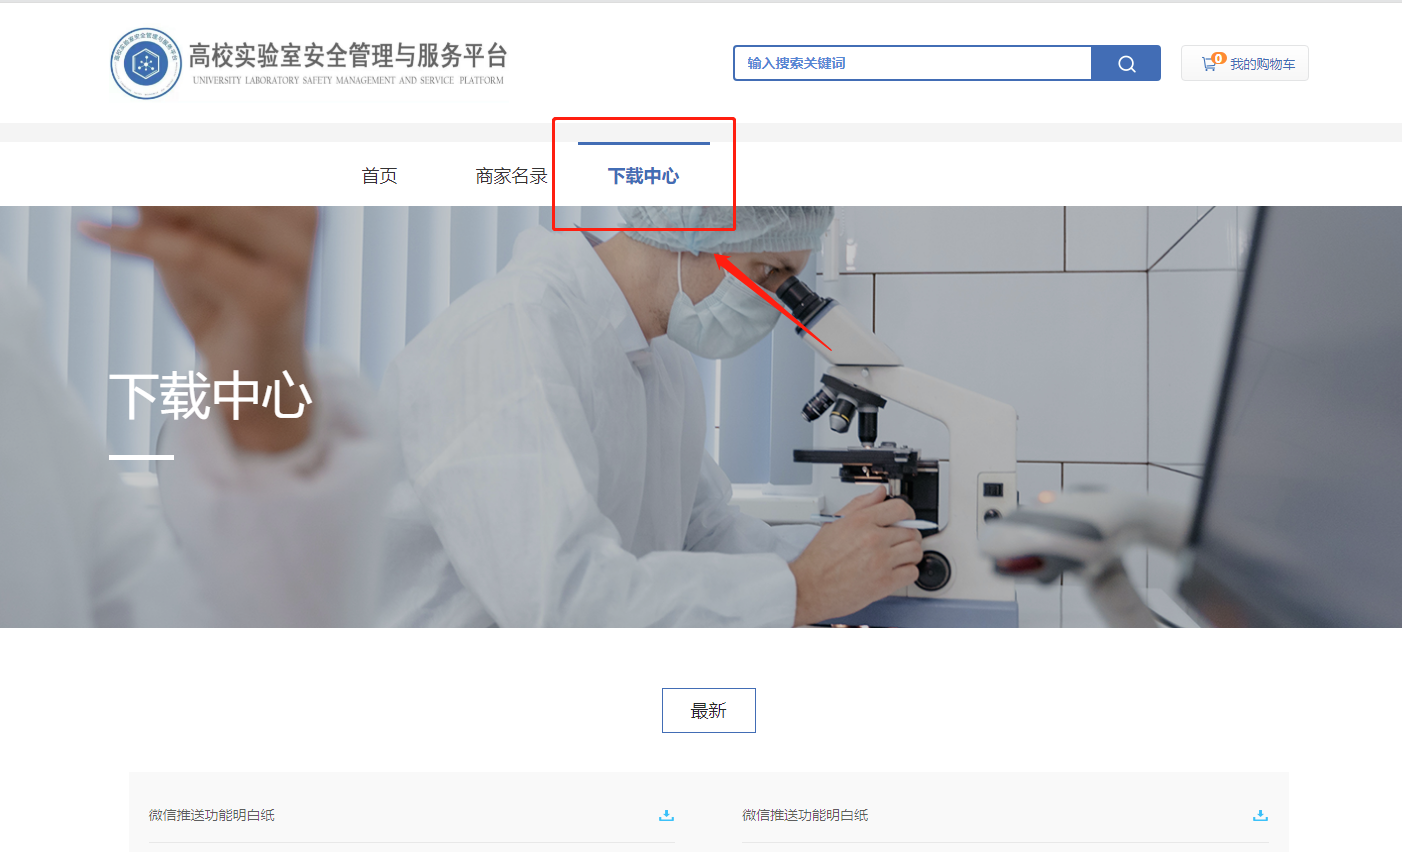 高校实验室安全管理与服务平台
UNIVERSITY LABORATORY SAFETY MANAGEMENT AND SERVICE PLATFORM
输入搜索关键词
0 我的购物车
首页 商家名录 下载中心
下载中心
最新
微信推送功能明白纸 微信推送功能明白纸